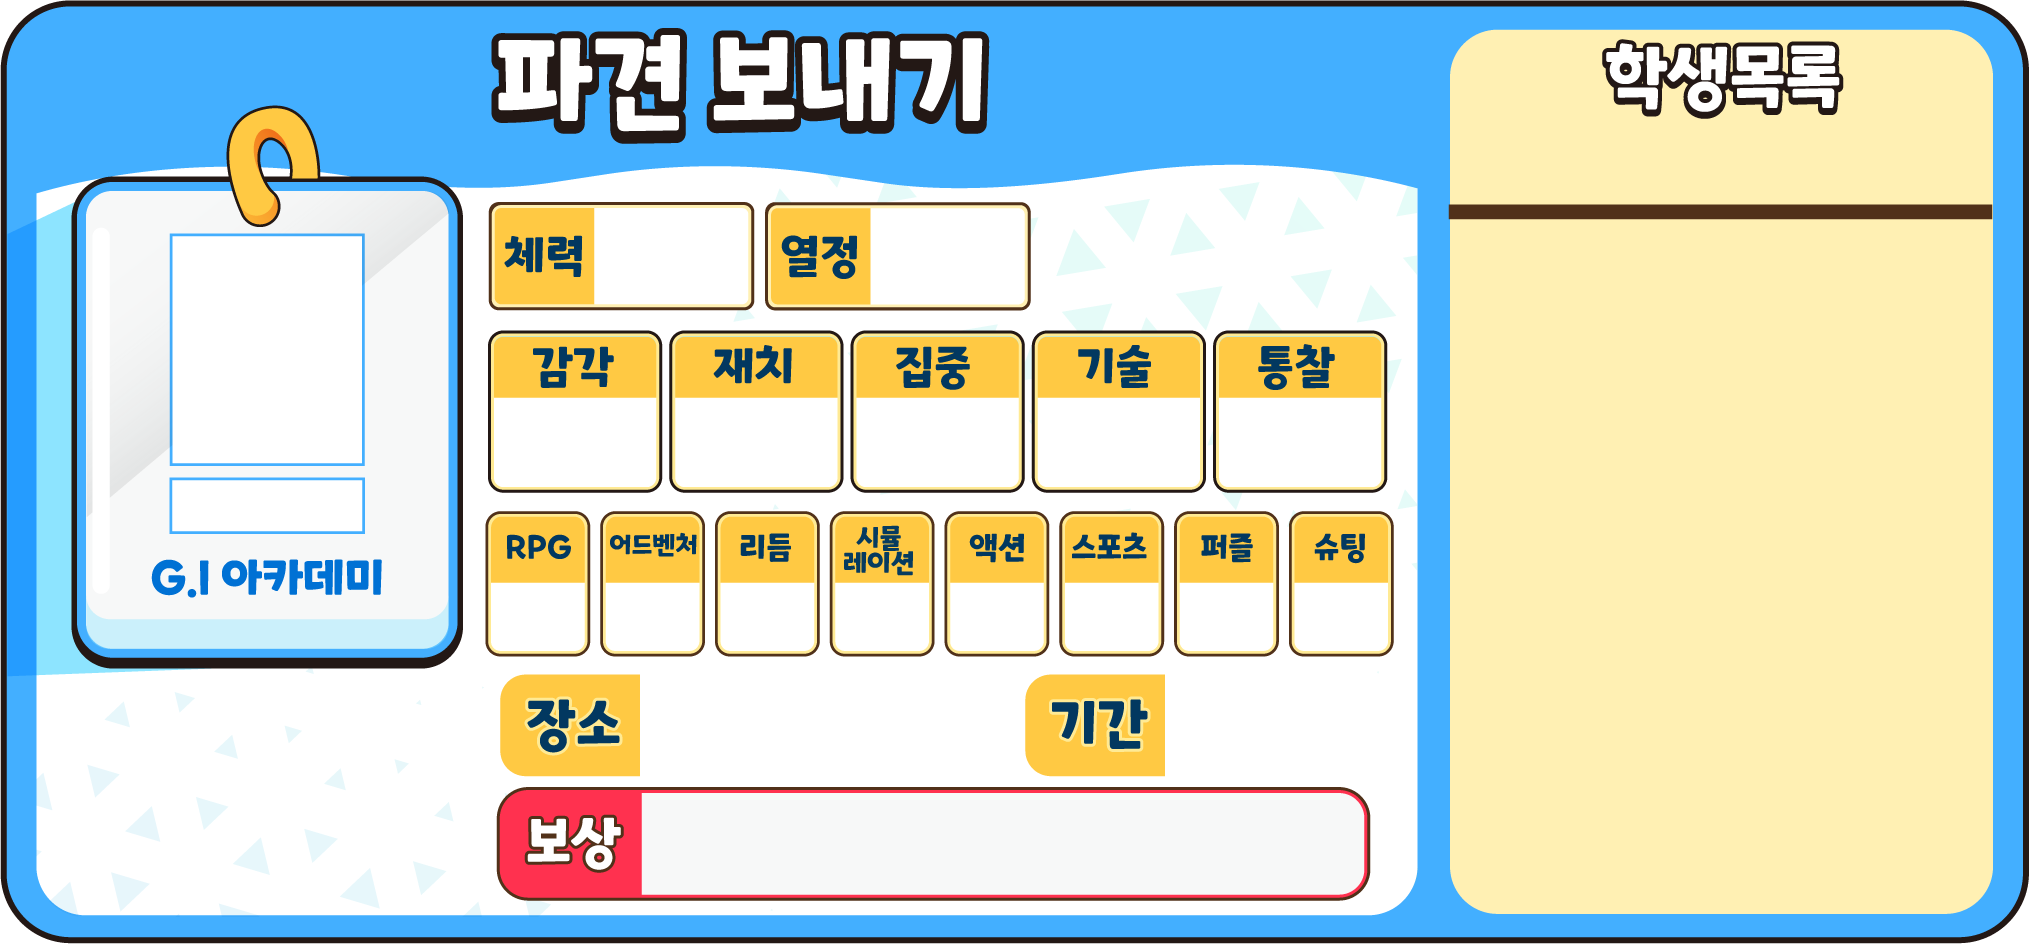 파견 보내기
학생목록
G.I 아카데미
체력
열정
감각
재치
집중
기술
통찰
RPG
어드벤처
리듬
시뮬
레이션
액션
스포츠
퍼즐
슈팅
장소
기간
보상